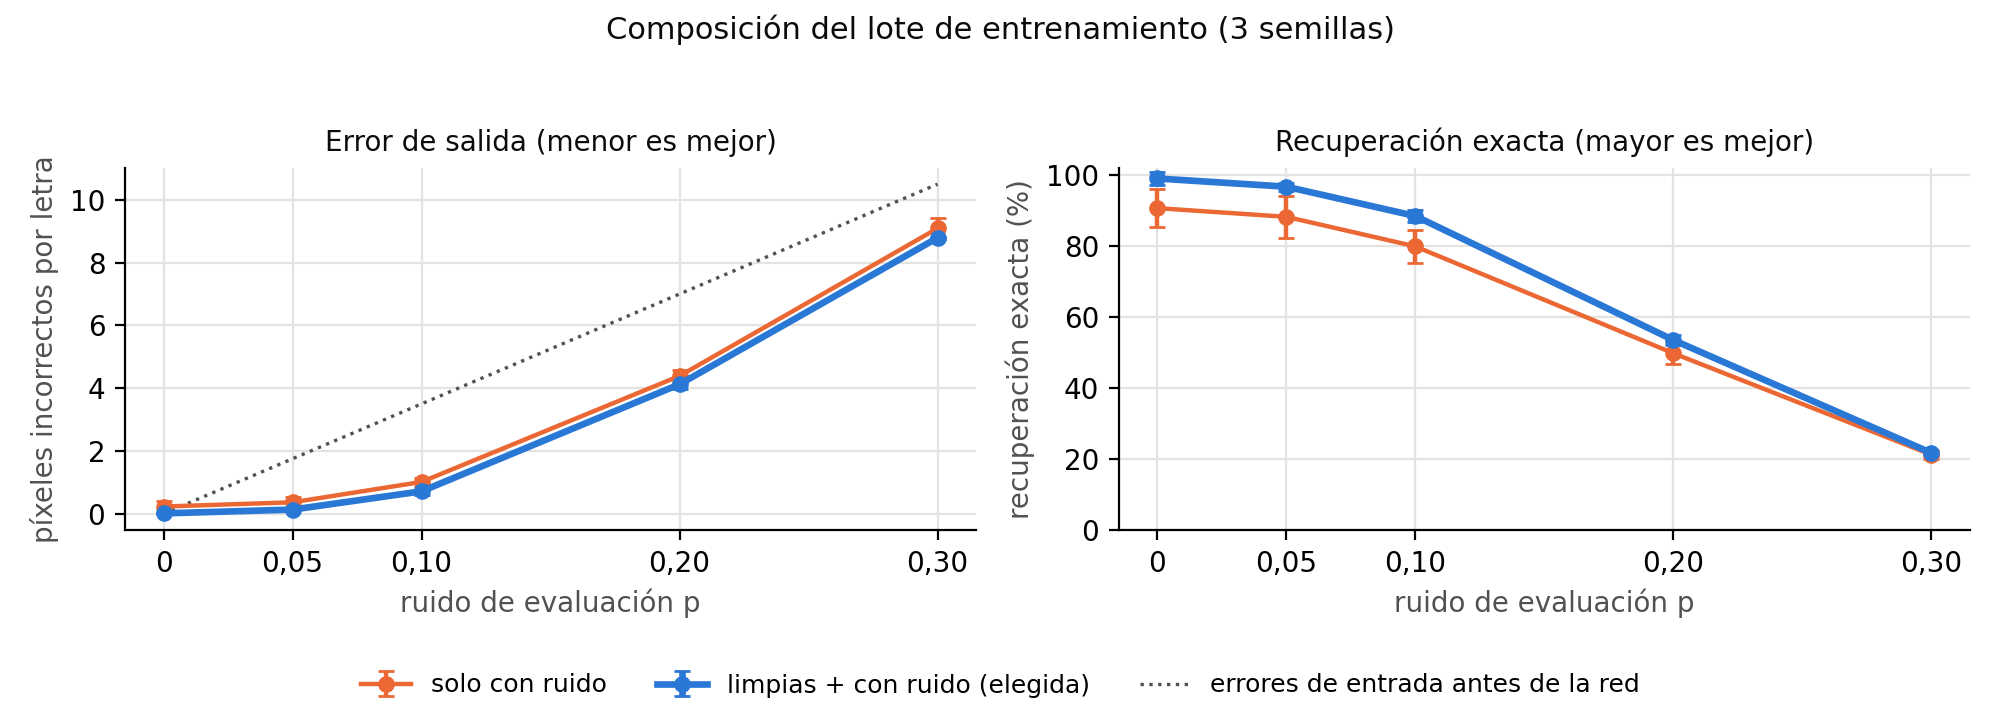 Composición del lote de entrenamiento (3 semillas)
Error de salida (menor es mejor)
píxeles incorrectos por letra
10
8
6
4
2
0
0 0,05 0,10 0,20 0,30
ruido de evaluación p
Recuperación exacta (mayor es mejor)
recuperación exacta (%)
100
80
60
40
20
0
0 0,05 0,10 0,20 0,30
ruido de evaluación p
solo con ruido
limpias + con ruido (elegida)
errores de entrada antes de la red